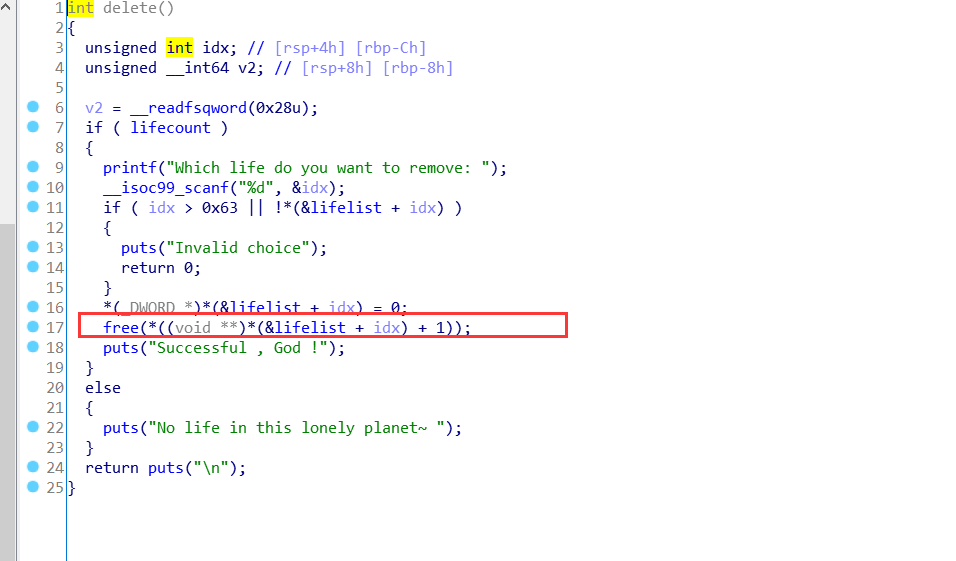 1 int delete()
2 {
3 unsigned int idx; // [rsp+4h] [rbp-Ch]
4 unsigned __int64 v2; // [rsp+8h] [rbp-8h]
5
6 v2 = __readfsqword(0x28u);
7 if ( lifecount )
8 {
9 printf("Which life do you want to remove: ");
10 __isoc99_scanf("%d", &idx);
11 if ( idx > 0x63 || !*(&lifelist + idx) )
12 {
13 puts("Invalid choice");
14 return 0;
15 }
16 *(_DWORD *)*(&lifelist + idx) = 0;
17 free(*((void **)*(&lifelist + idx) + 1));
18 puts("Successful , God !");
19 }
20 else
21 {
22 puts("No life in this lonely planet~ ");
23 }
24 return puts("\n");
25 }